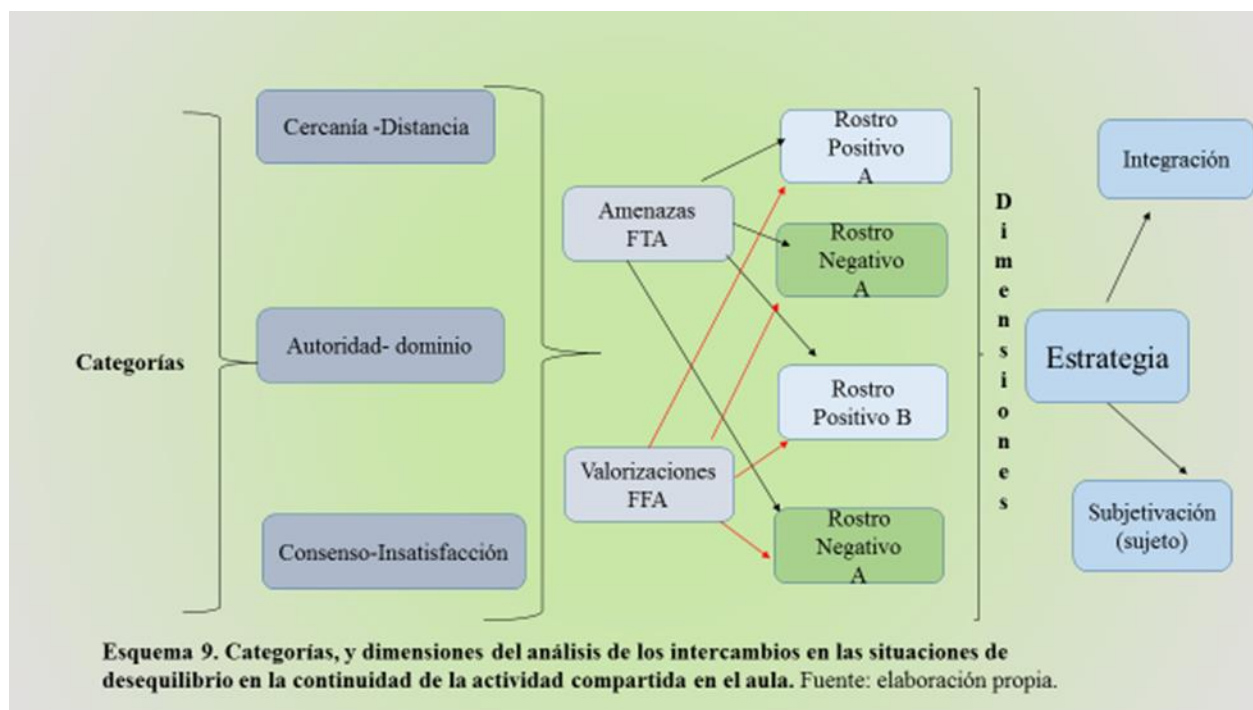 Categorías
Cercanía -Distancia
Autoridad- dominio
Consenso-Insatisfacción
Amenazas
FTA
Valorizaciones
FFA
Rostro
Positivo
A
Rostro
Negativo
A
Rostro
Positivo B
Rostro
Negativo
A
Dimensiones
Estrategia
Integración
Subjetivación
(sujeto)
Esquema 9. Categorías, y dimensiones del análisis de los intercambios en las situaciones de
desequilibrio en la continuidad de la actividad compartida en el aula. Fuente: elaboración propia.